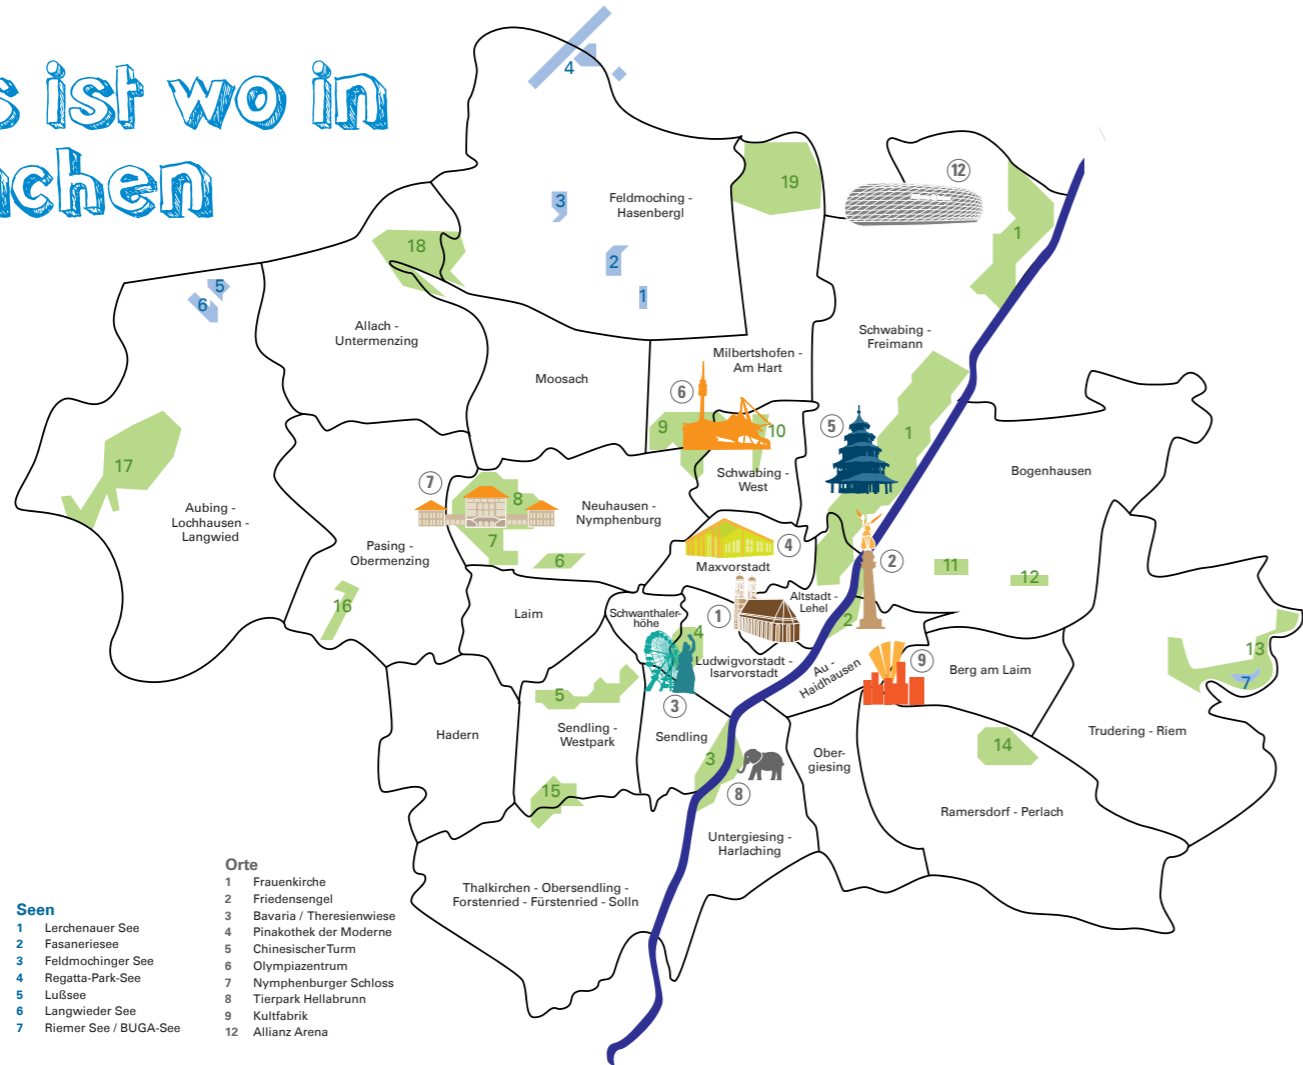 s ist wo in
nchen
4
12
19
3
Feldmoching -
Hasenbergl
18
1
2
5
6
1
Allach -
Untermenzing
Schwabing -
Freimann
Milbertshofen -
Am Hart
Moosach
6
9
10
5
1
17
Schwabing -
West
Bogenhausen
7
8
Neuhausen -
Nymphenburg
Aubing -
Lochhausen -
Langwied
7
4
Pasing -
Obermenzing
6
Maxvorstadt
2
11
12
16
Laim
Schwanthaler-
höhe
1
Altstadt -
Lehel
2
4
13
Ludwigvorstadt -
Isarvorstadt
Au -
Haidhausen
9
Berg am Laim
7
5
3
Hadern
Sendling -
Westpark
Sendling
3
Ober-
giesing
14
Trudering - Riem
15
8
Ramersdorf - Perlach
Untergiesing -
Harlaching
Thalkirchen - Obersendling -
Forstenried - Fürstenried - Solln
Seen
1 Lerchenauer See
2 Fasaneriesee
3 Feldmochinger See
4 Regatta-Park-See
5 Lußsee
6 Langwieder See
7 Riemer See / BUGA-See
Orte
1 Frauenkirche
2 Friedensengel
3 Bavaria / Theresienwiese
4 Pinakothek der Moderne
5 Chinesischer Turm
6 Olympiazentrum
7 Nymphenburger Schloss
8 Tierpark Hellabrunn
9 Kultfabrik
12 Allianz Arena